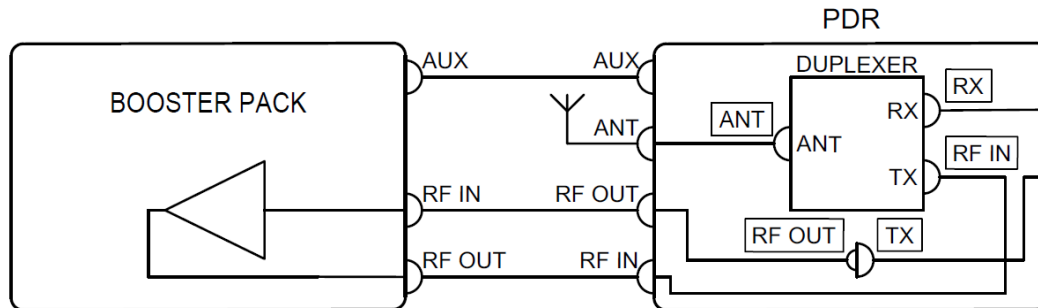 PDR
AUX
AUX
DUPLEXER
BOOSTER PACK
RX
RX
ANT
ANT
ANT
RF IN
TX
RF IN
RF OUT
RF OUT
TX
RF OUT
RF IN